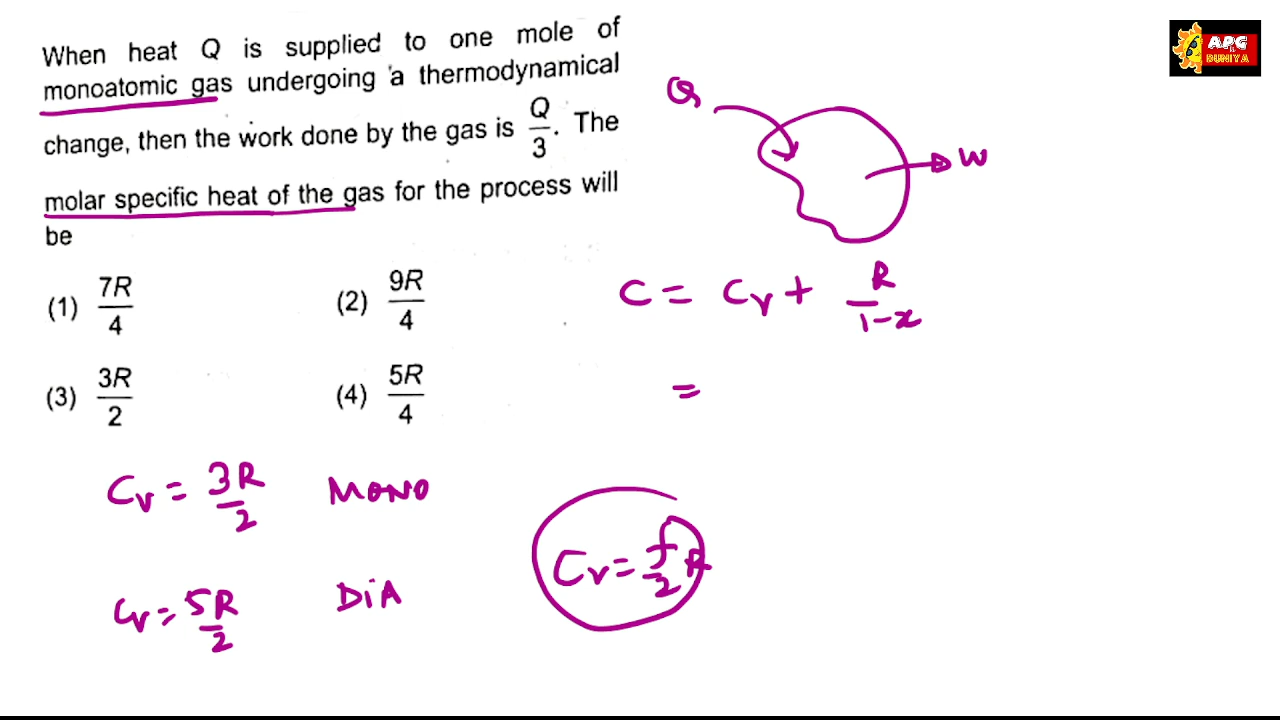 When heat Q is supplied to one mole of
monoatomic gas undergoing a thermodynamical
change, then the work done by the gas is Q/3. The
molar specific heat of the gas for the process will
be
(1) 7R/4 (2) 9R/4
(3) 3R/2 (4) 5R/4
Cv = 3R/2 MONO
Cv = 5R/2 DiA
Cv = f/2 R
Q
W
C = Cv + R/1-x
=
APG
DUNIYA